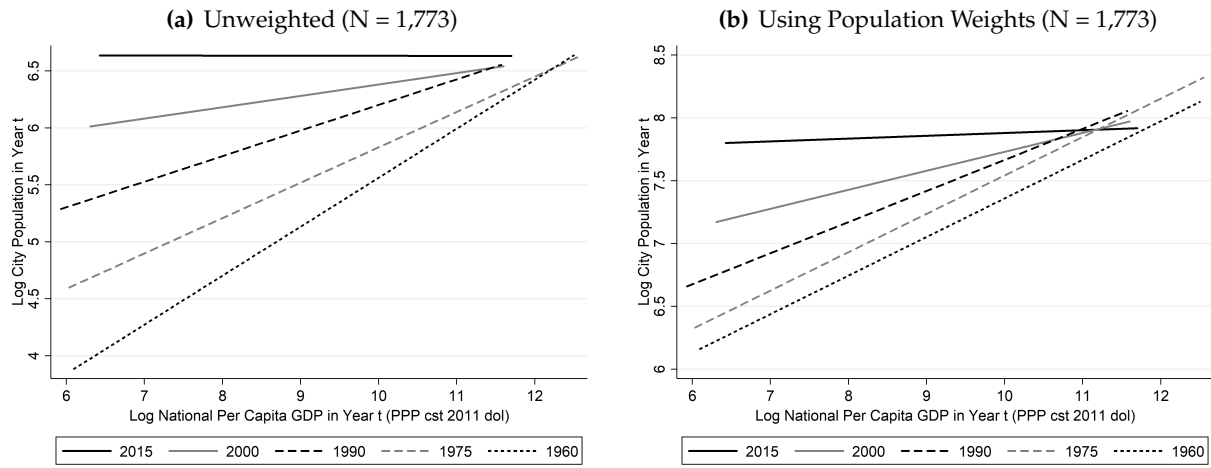 (a) Unweighted (N = 1,773)
Log City Population in Year t
6.5
6
5.5
5
4.5
4
6 7 8 9 10 11 12
Log National Per Capita GDP in Year t (PPP cst 2011 dol)
2015 2000 1990 1975 1960
(b) Using Population Weights (N = 1,773)
Log City Population in Year t
8.5
8
7.5
7
6.5
6
6 7 8 9 10 11 12
Log National Per Capita GDP in Year t (PPP cst 2011 dol)
2015 2000 1990 1975 1960